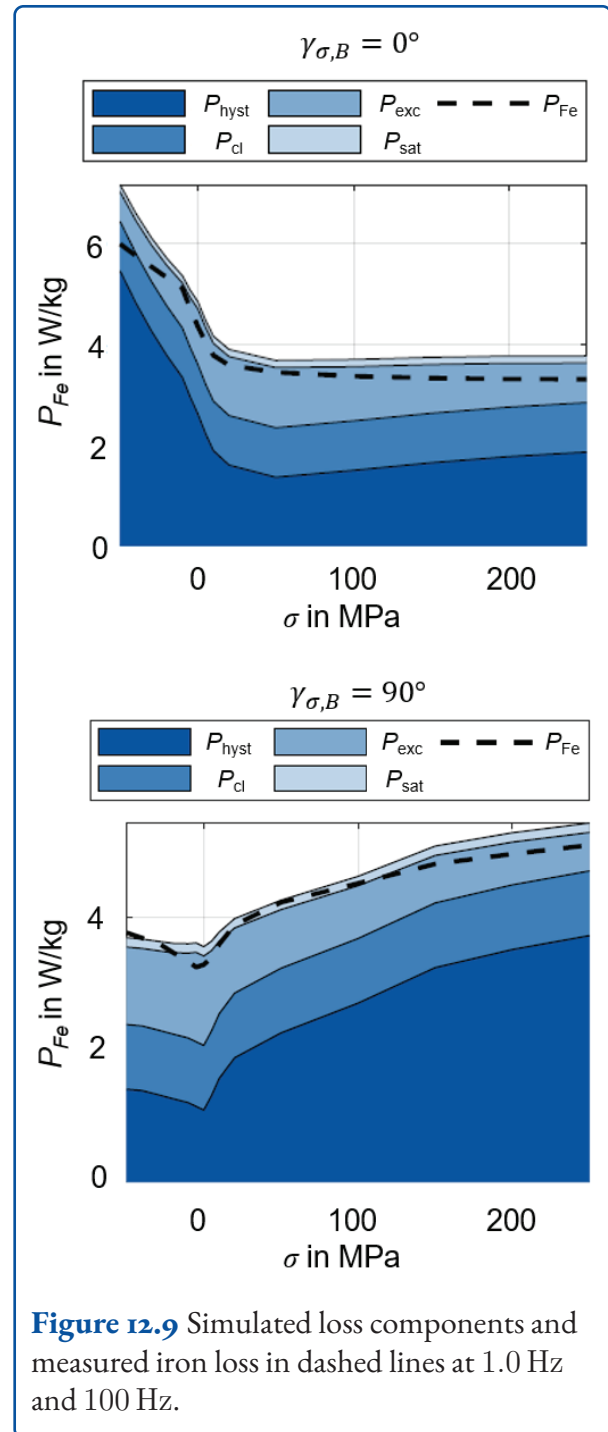 γσ,B = 0°
Physt Pexc PFe
Pcl Psat
PFe in W/kg
6
4
2
0
0 100 200
σ in MPa
γσ,B = 90°
Physt Pexc PFe
Pcl Psat
PFe in W/kg
4
2
0
0 100 200
σ in MPa
Figure 12.9 Simulated loss components and
measured iron loss in dashed lines at 1.0 Hz
and 100 Hz.